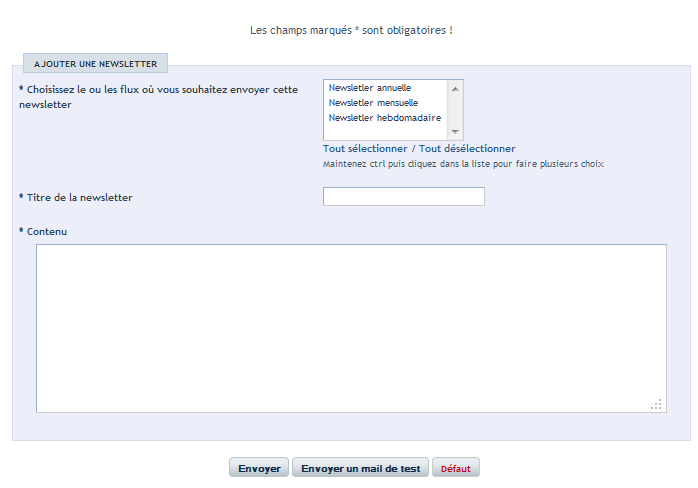 Les champs marqués * sont obligatoires !
AJOUTER UNE NEWSLETTER
* Choisissez le ou les flux où vous souhaitez envoyer cette
newsletter
Newsletter annuelle
Newsletter mensuelle
Newsletter hebdomadaire
Tout sélectionner / Tout désélectionner
Maintenez ctrl puis cliquez dans la liste pour faire plusieurs choix
* Titre de la newsletter
* Contenu
Envoyer
Envoyer un mail de test
Défaut